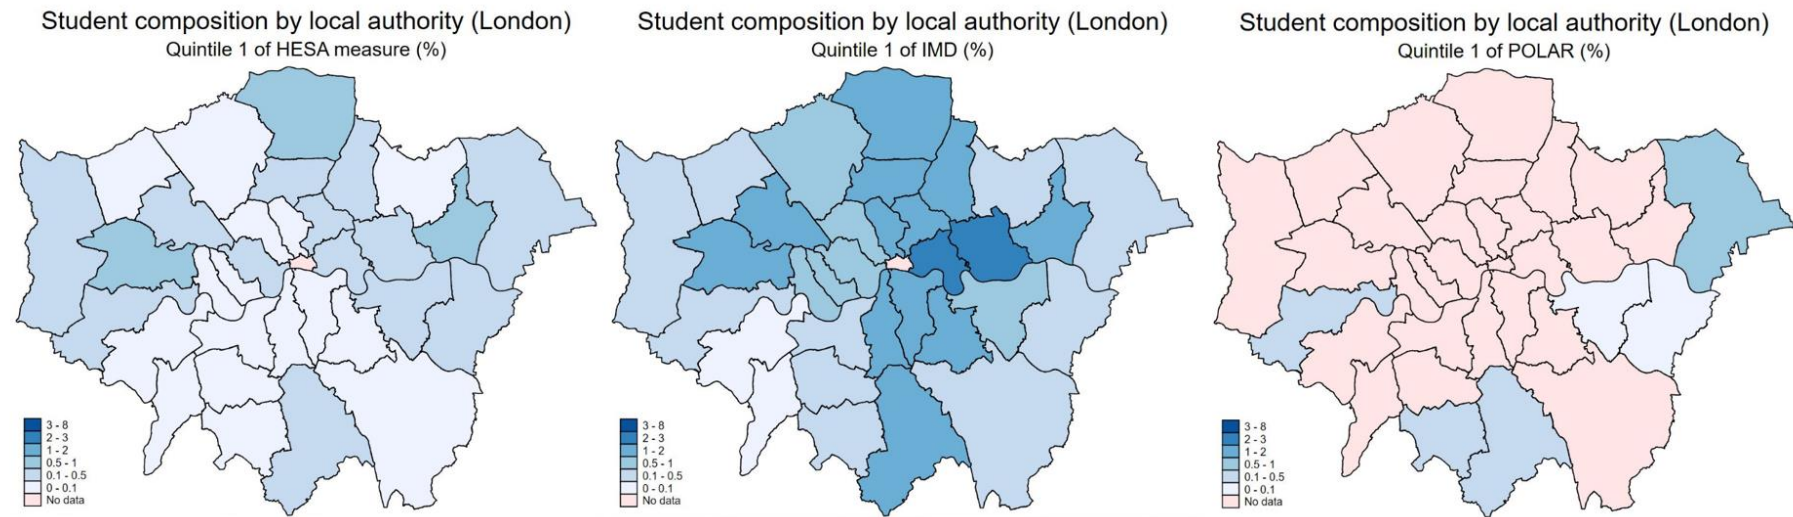 Student composition by local authority (London)
Quintile 1 of HESA measure (%)
3 - 8
2 - 3
1 - 2
0.5 - 1
0.1 - 0.5
0 - 0.1
No data
Student composition by local authority (London)
Quintile 1 of IMD (%)
3 - 8
2 - 3
1 - 2
0.5 - 1
0.1 - 0.5
0 - 0.1
No data
Student composition by local authority (London)
Quintile 1 of POLAR (%)
3 - 8
2 - 3
1 - 2
0.5 - 1
0.1 - 0.5
0 - 0.1
No data